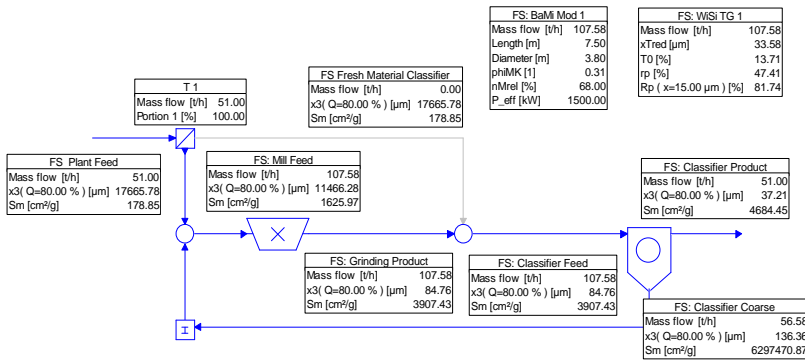 FS: BaMi Mod 1
Mass flow [t/h] 107.58
Length [m] 7.50
Diameter [m] 3.80
phiMK [1] 0.31
nMrel [%] 68.00
P_eff [kW] 1500.00
FS: WiSi TG 1
Mass flow [t/h] 107.58
xTred [µm] 33.58
T0 [%] 13.71
rp [%] 47.41
Rp ( x=15.00 µm ) [%] 81.74
T 1
Mass flow [t/h] 51.00
Portion 1 [%] 100.00
FS Fresh Material Classifier
Mass flow [t/h] 0.00
x3( Q=80.00 % ) [µm] 17665.78
Sm [cm²/g] 178.85
FS Plant Feed
Mass flow [t/h] 51.00
x3( Q=80.00 % ) [µm] 17665.78
Sm [cm²/g] 178.85
FS: Mill Feed
Mass flow [t/h] 107.58
x3( Q=80.00 % ) [µm] 11466.28
Sm [cm²/g] 1625.97
FS: Classifier Product
Mass flow [t/h] 51.00
x3( Q=80.00 % ) [µm] 37.21
Sm [cm²/g] 4684.45
FS: Grinding Product
Mass flow [t/h] 107.58
x3( Q=80.00 % ) [µm] 84.76
Sm [cm²/g] 3907.43
FS: Classifier Feed
Mass flow [t/h] 107.58
x3( Q=80.00 % ) [µm] 84.76
Sm [cm²/g] 3907.43
FS: Classifier Coarse
Mass flow [t/h] 56.58
x3( Q=80.00 % ) [µm] 136.36
Sm [cm²/g] 6297470.87